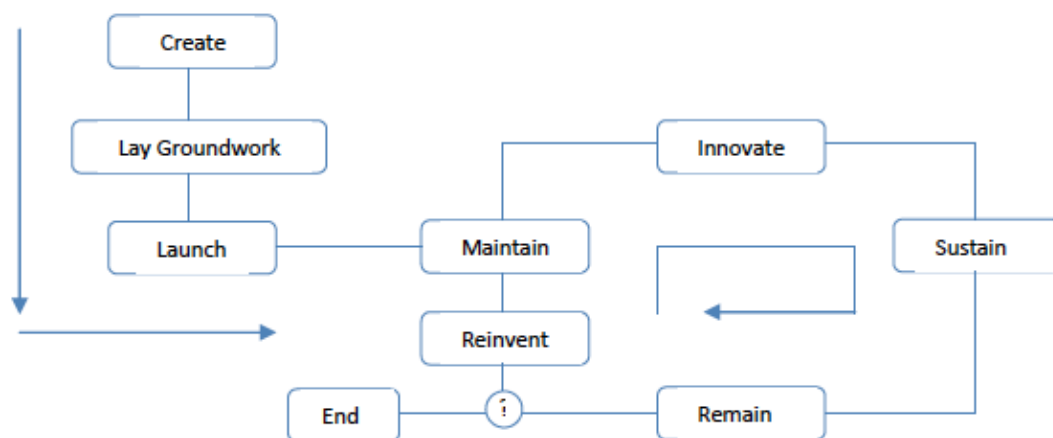 Create
Lay Groundwork
Innovate
Launch
Maintain
Sustain
Reinvent
End
Remain